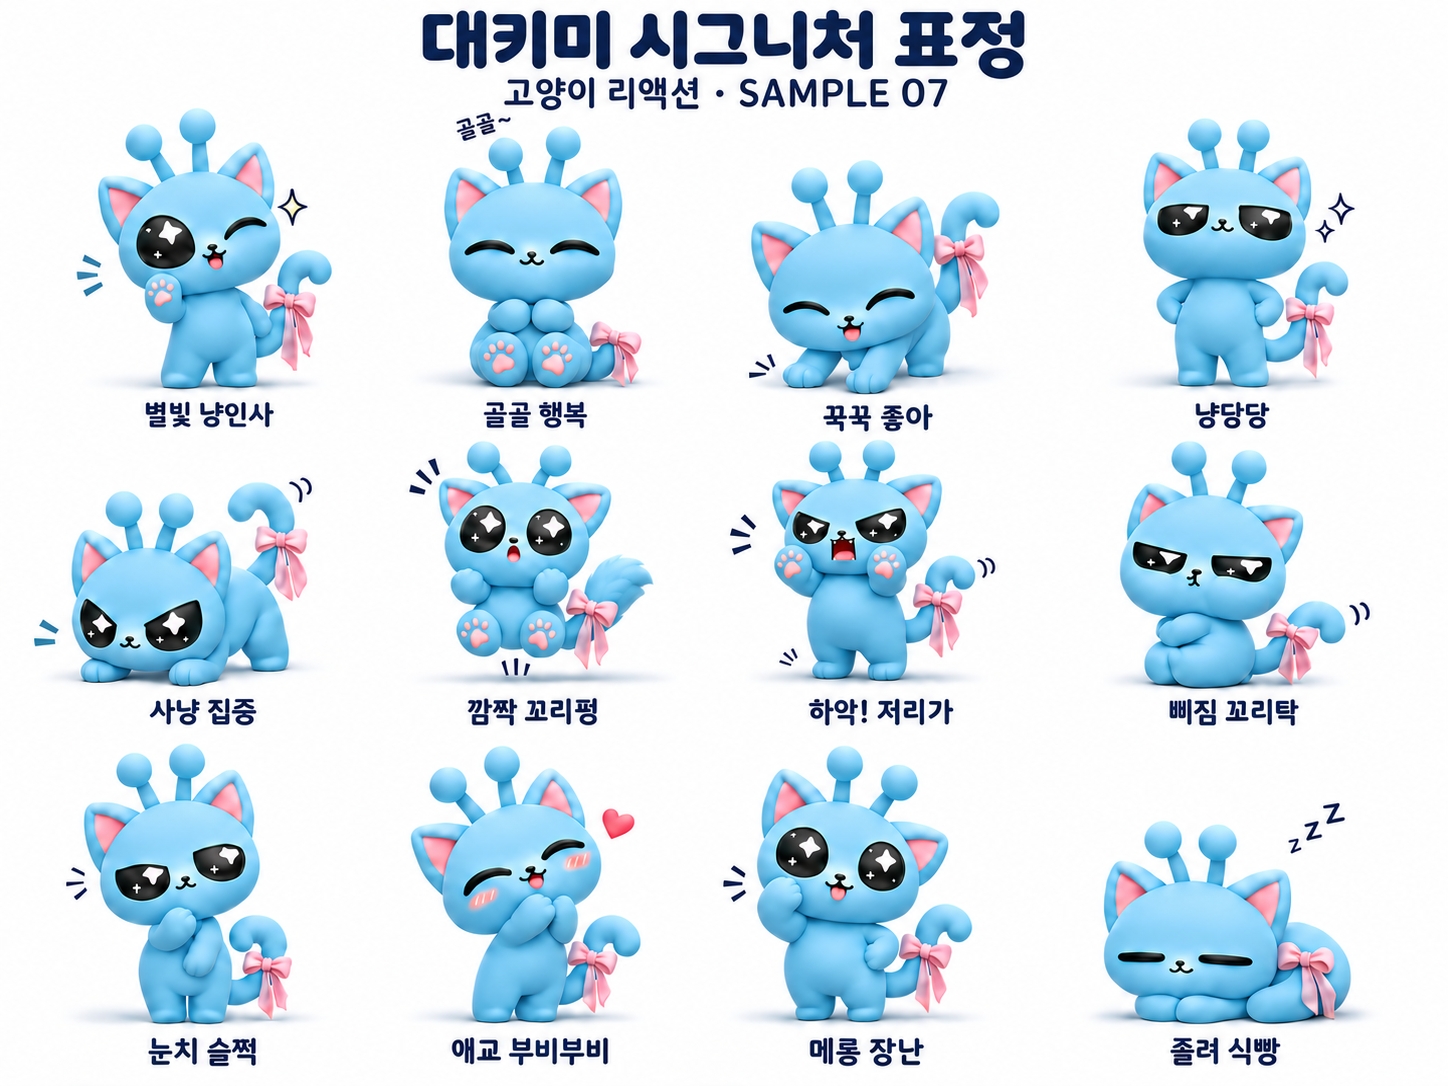 대키미 시그니처 표정
고양이 리액션 · SAMPLE 07
골골~
별빛 냥인사
골골 행복
꾹꾹 좋아
냥당당
사냥 집중
깜짝 꼬리펑
하악! 저리가
삐짐 꼬리탁
눈치 슬쩍
애교 부비부비
메롱 장난
z z Z
졸려 식빵